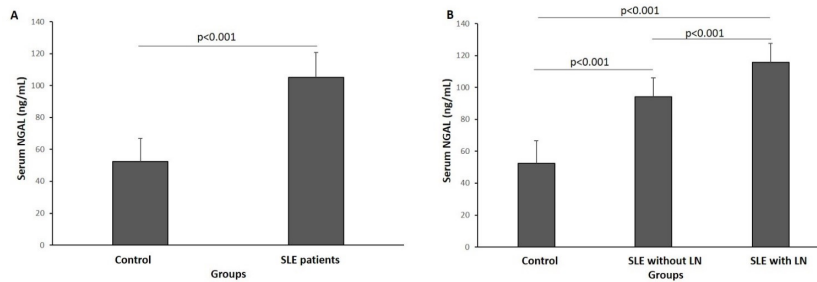 A
p<0.001
Serum NGAL (ng/mL)
140
120
100
80
60
40
20
0
Control
SLE patients
Groups
B
p<0.001
p<0.001
p<0.001
Serum NGAL (ng/mL)
140
120
100
80
60
40
20
0
Control
SLE without LN
SLE with LN
Groups